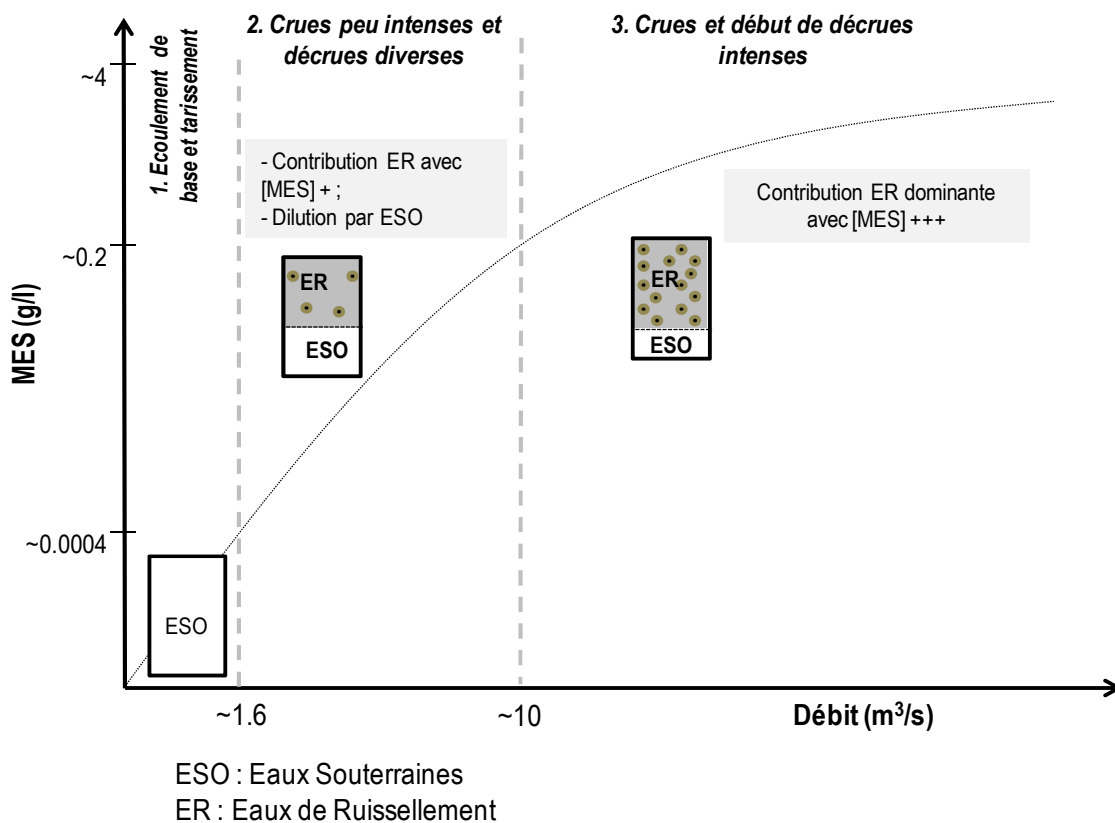 2. Crues peu intenses et
décrues diverses
3. Crues et début de décrues
intenses
1. Ecoulement de
base et tarissement
~4
- Contribution ER avec
[MES] + ;
- Dilution par ESO
Contribution ER dominante
avec [MES] +++
~0.2
ER
ESO
ER
ESO
MES (g/l)
~0.0004
ESO
~1.6
~10
Débit (m³/s)
ESO : Eaux Souterraines
ER : Eaux de Ruissellement